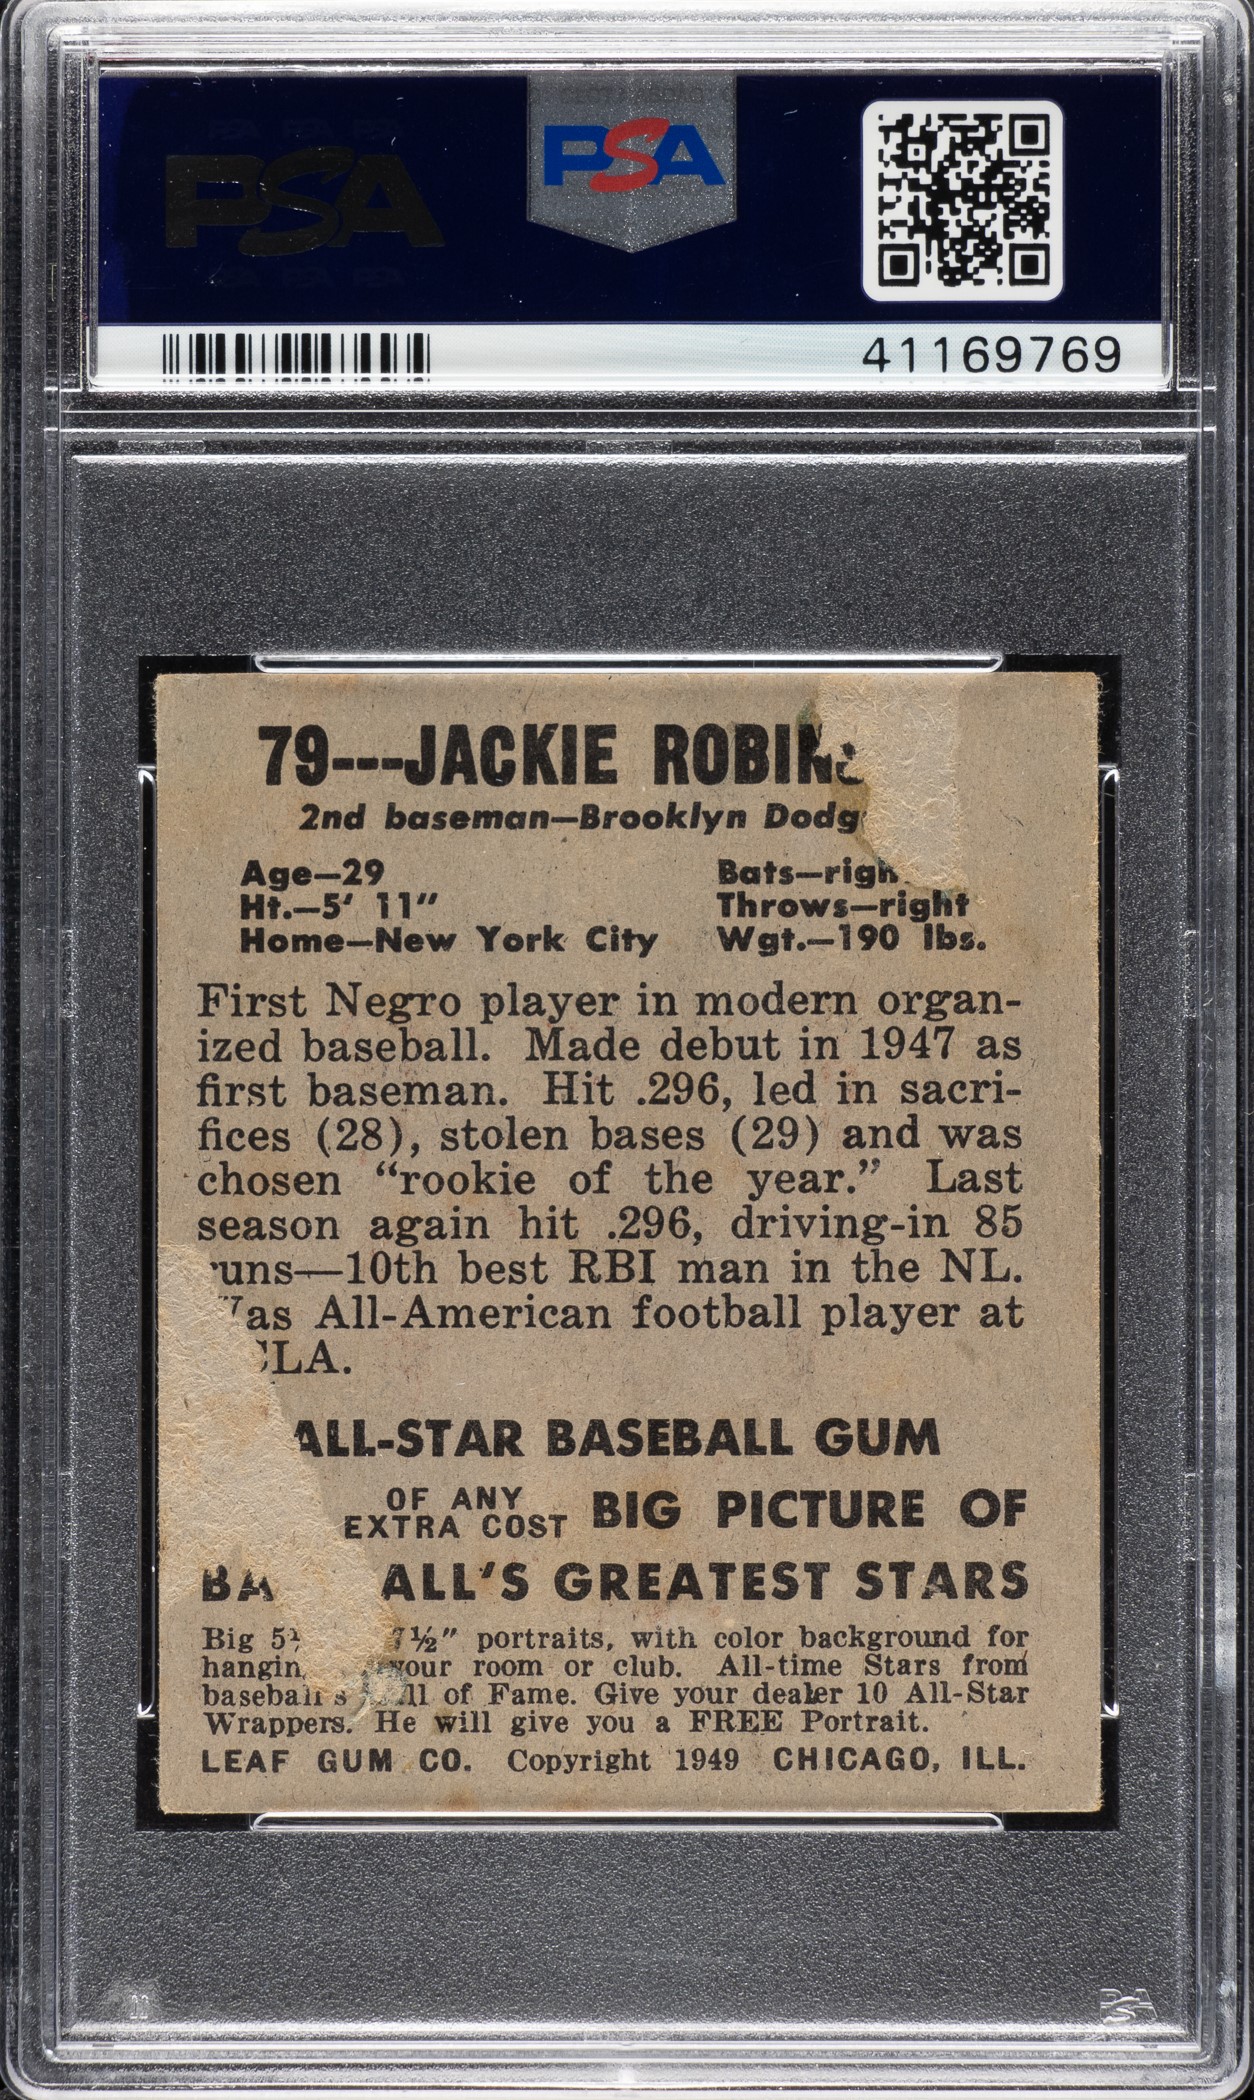 PSA
PSA
41169769
79---JACKIE ROBIN
2nd baseman—Brooklyn Dodg
Age—29
Bats—righ
Ht.—5' 11"
Throws—right
Home—New York City
Wgt.—190 lbs.
First Negro player in modern organ-
ized baseball. Made debut in 1947 as
first baseman. Hit .296, led in sacri-
fices (28), stolen bases (29) and was
chosen "rookie of the year." Last
season again hit .296, driving-in 85
uns—10th best RBI man in the NL.
as All-American football player at
LA.
ALL-STAR BASEBALL GUM
OF ANY
EXTRA COST BIG PICTURE OF
BA ALL'S GREATEST STARS
Big 5 7½" portraits, with color background for
hangin your room or club. All-time Stars from
baseball's ll of Fame. Give your dealer 10 All-Star
Wrappers. He will give you a FREE Portrait.
LEAF GUM CO. Copyright 1949 CHICAGO, ILL.
PSA